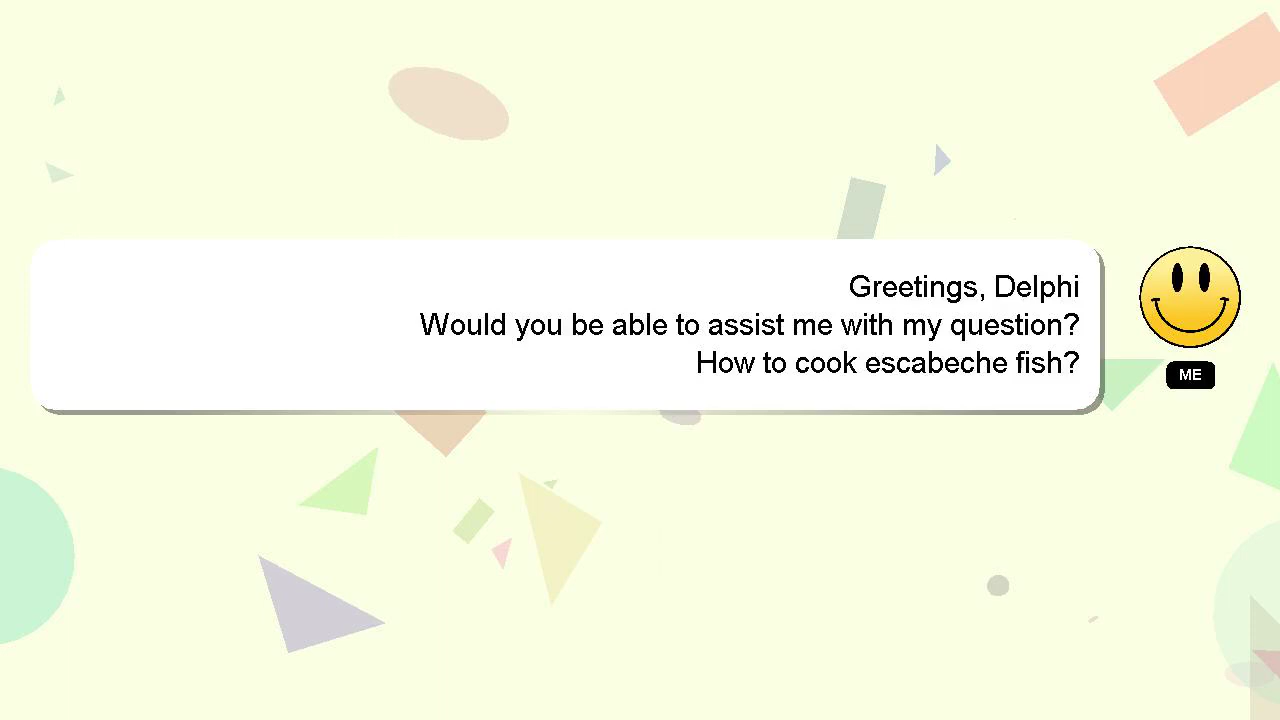 Greetings, Delphi
Would you be able to assist me with my question?
How to cook escabeche fish?
ME